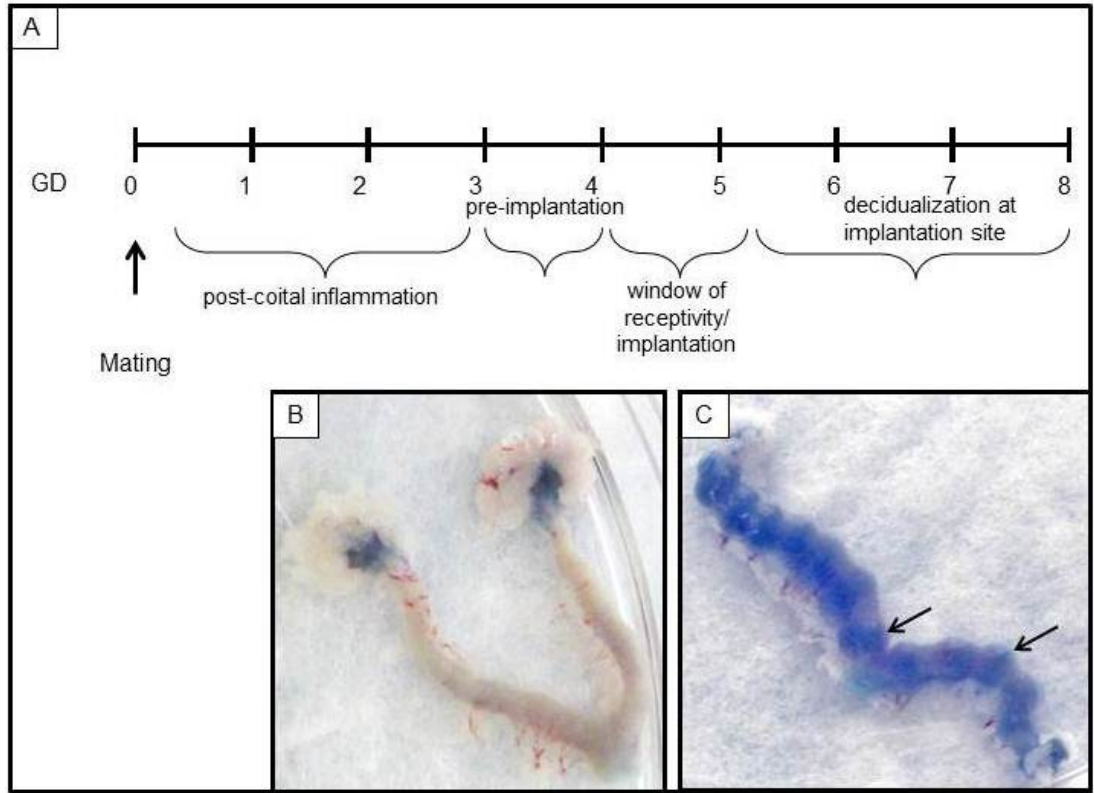 A
GD
0 1 2 3 4 5 6 7 8
pre-implantation
decidualization at
implantation site
post-coital inflammation
window of
receptivity/
implantation
Mating
B
C